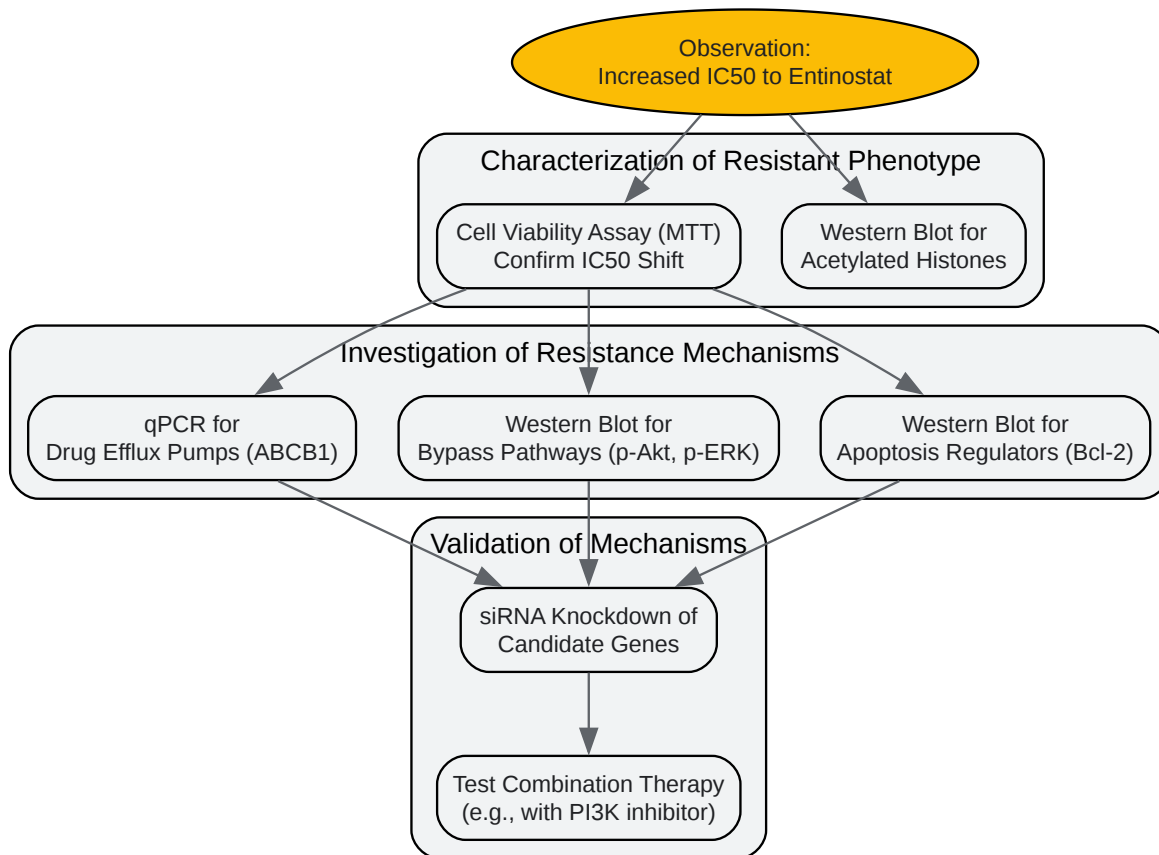 Observation:
Increased IC50 to Entinostat
Characterization of Resistant Phenotype
Cell Viability Assay (MTT)
Confirm IC50 Shift
Western Blot for
Acetylated Histones
Investigation of Resistance Mechanisms
qPCR for
Drug Efflux Pumps (ABCB1)
Western Blot for
Bypass Pathways (p-Akt, p-ERK)
Western Blot for
Apoptosis Regulators (Bcl-2)
Validation of Mechanisms
siRNA Knockdown of
Candidate Genes
Test Combination Therapy
(e.g., with PI3K inhibitor)